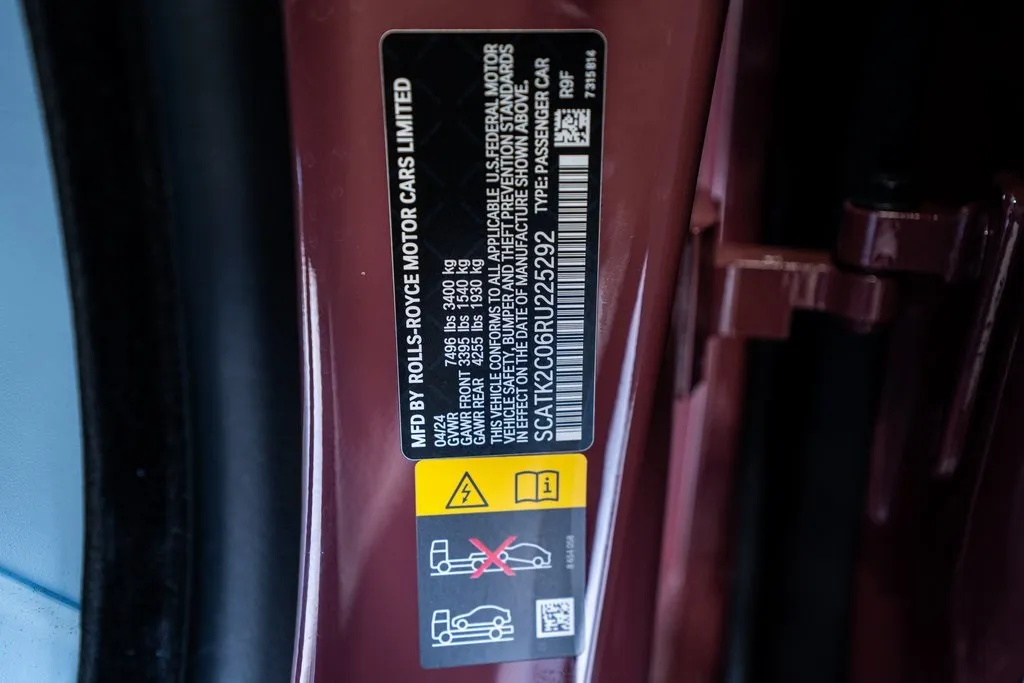 MFD BY ROLLS-ROYCE MOTOR CARS LIMITED
04/24
GVWR 7496 lbs 3400 kg
GAWR FRONT 3395 lbs 1540 kg
GAWR REAR 4255 lbs 1930 kg
THIS VEHICLE CONFORMS TO ALL APPLICABLE U.S.FEDERAL MOTOR
VEHICLE SAFETY, BUMPER AND THEFT PREVENTION STANDARDS
IN EFFECT ON THE DATE OF MANUFACTURE SHOWN ABOVE.
SCATK2C06RU225292 TYPE: PASSENGER CAR
R9F
7315814
i
8454058